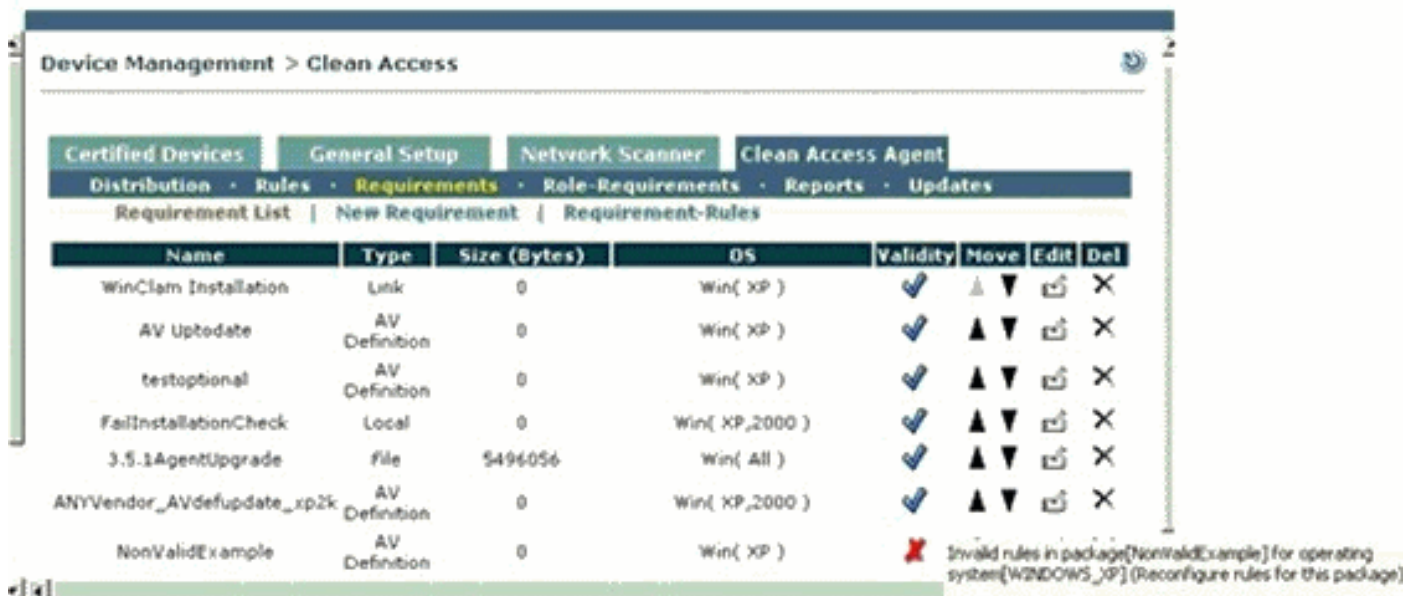 Device Management > Clean Access
Certified Devices General Setup Network Scanner Clean Access Agent
Distribution · Rules · Requirements · Role-Requirements · Reports · Updates
Requirement List | New Requirement | Requirement-Rules
Name Type Size (Bytes) OS Validity Move Edit Del
WinClam Installation Link 0 Win( XP )
AV Uptodate AV Definition 0 Win( XP )
testoptional AV Definition 0 Win( XP )
FailInstallationCheck Local 0 Win( XP,2000 )
3.5.1AgentUpgrade File 5496056 Win( All )
ANYVendor_AVdefupdate_xp2k AV Definition 0 Win( XP,2000 )
NonValidExample AV Definition 0 Win( XP )
Invalid rules in package[NonValidExample] for operating
system[WINDOWS_XP] (Reconfigure rules for this package)